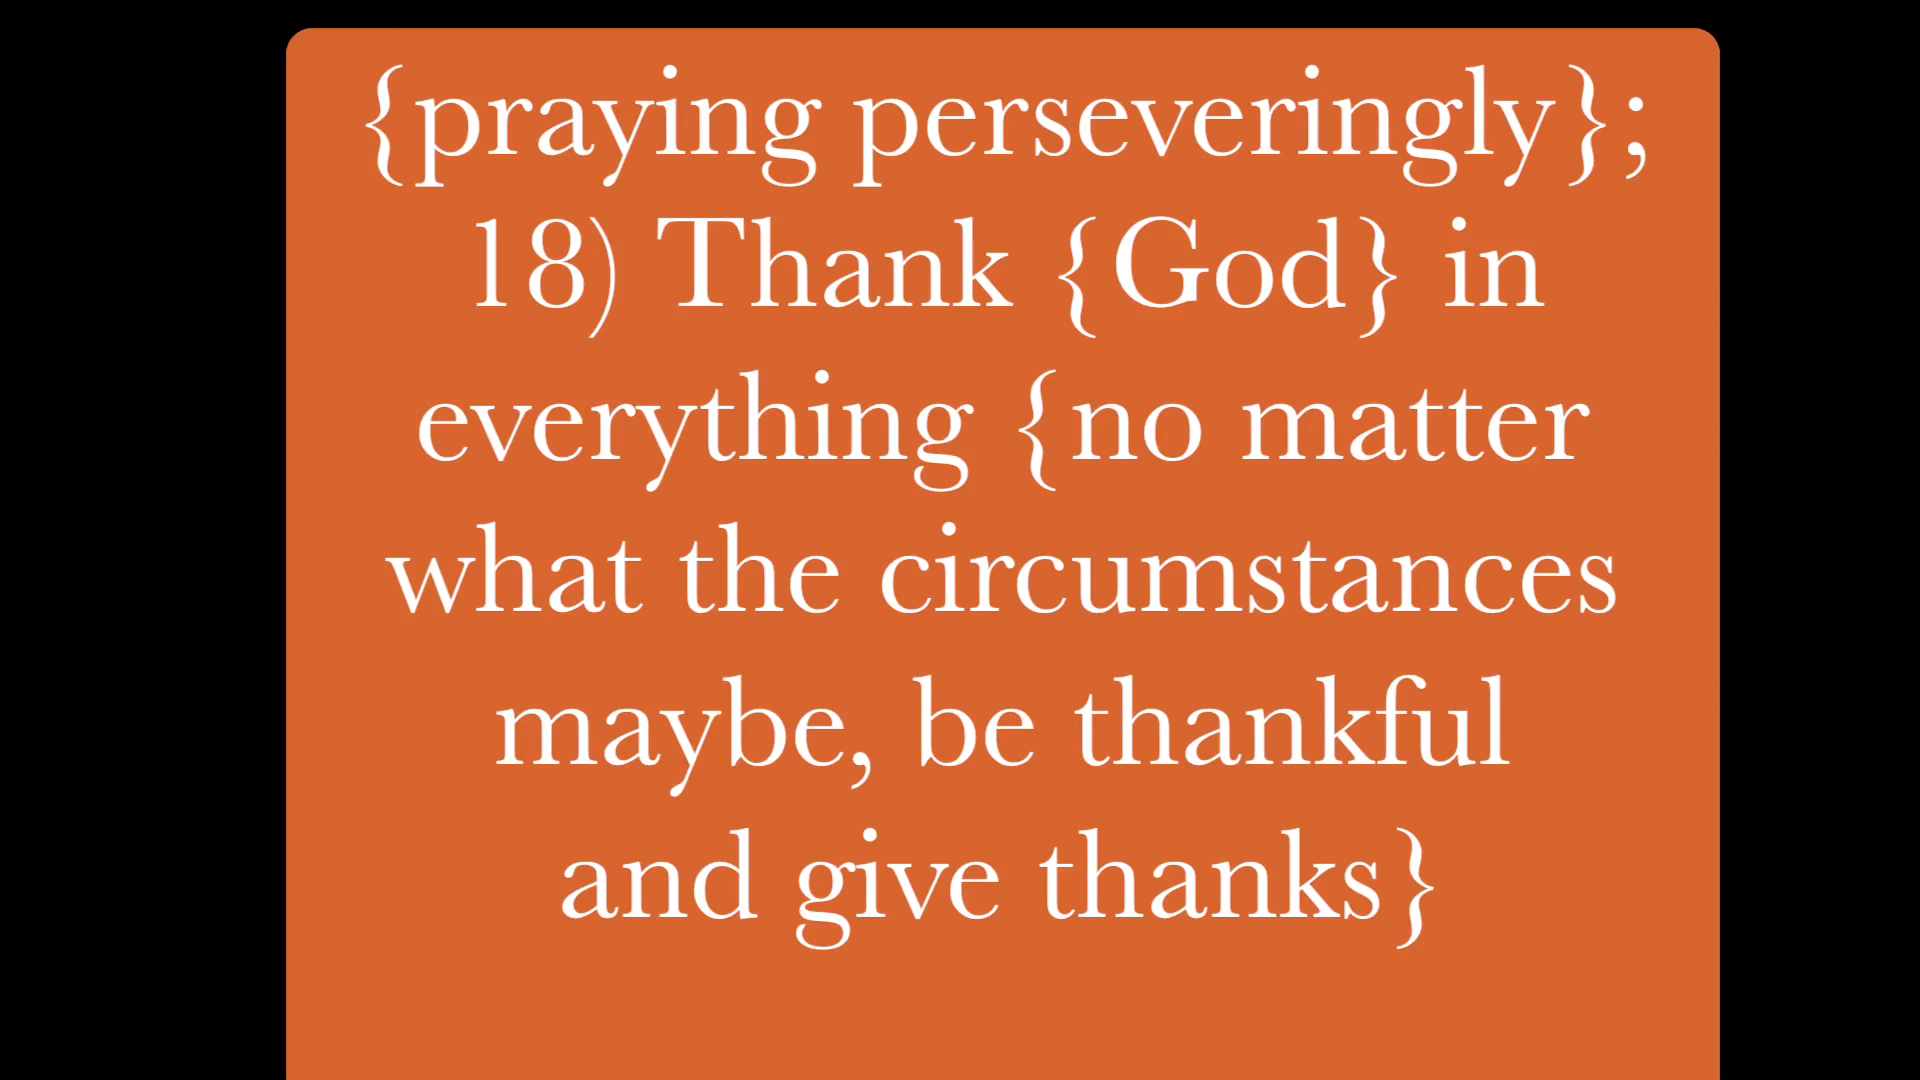 {praying perseveringly};
18) Thank {God} in
everything {no matter
what the circumstances
maybe, be thankful
and give thanks}